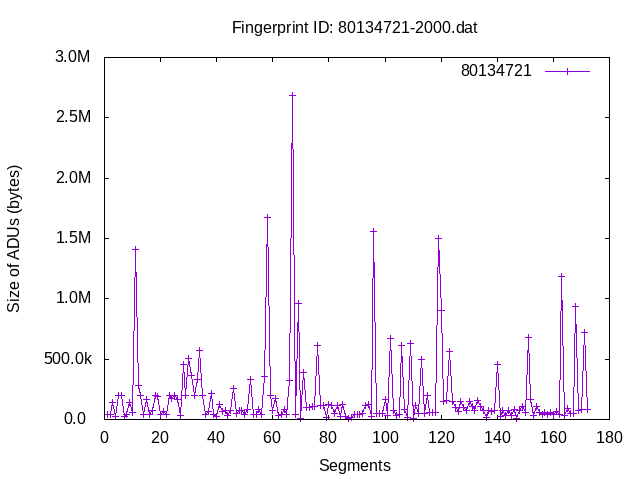 Fingerprint ID: 80134721-2000.dat
3.0M
80134721
2.5M
2.0M
1.5M
1.0M
500.0k
0.0
Size of ADUs (bytes)
0 20 40 60 80 100 120 140 160 180
Segments